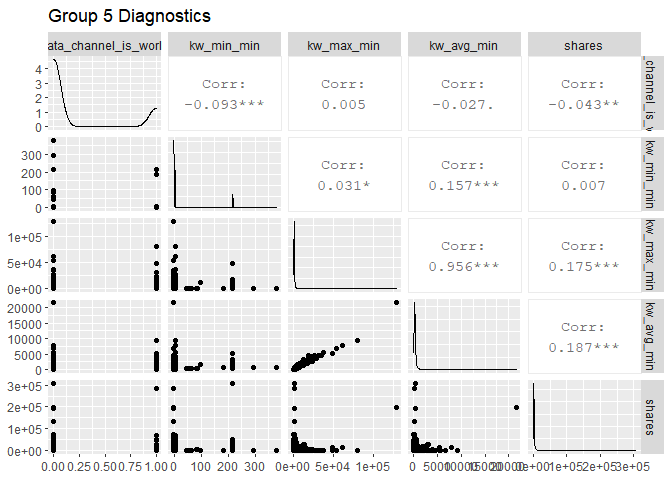 Group 5 Diagnostics
ata_channel_is_worl kw_min_min kw_max_min kw_avg_min shares
4
3
2
1
0
Corr:
-0.093***
Corr:
0.005
Corr:
-0.027.
Corr:
-0.043**
_channel_is_w
300
200
100
0
Corr:
0.031*
Corr:
0.157***
Corr:
0.007
kw_min_min
1e+05
5e+04
0e+00
Corr:
0.956***
Corr:
0.175***
kw_max_min
20000
15000
10000
5000
0
Corr:
0.187***
kw_avg_min
3e+05
2e+05
1e+05
0e+00
shares
0.00 0.25 0.50 0.75 1.00 0 100 200 300 0e+00 5e+04 1e+05 0 5000 10000 15000 20000 0e+00 1e+05 2e+05 3e+05